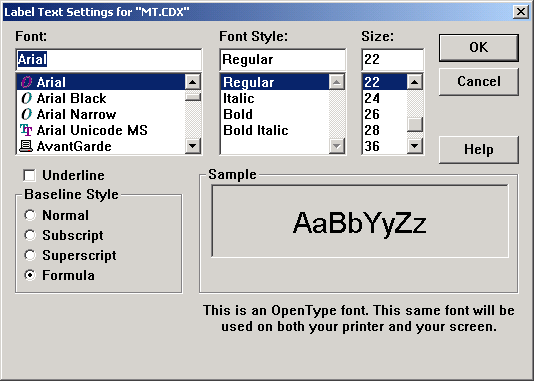 Label Text Settings for "MT.CDX"
Font:
Font Style:
Size:
Arial
Regular
22
OK
Arial
Arial Black
Arial Narrow
Arial Unicode MS
AvantGarde
Regular
Italic
Bold
Bold Italic
22
24
26
28
36
Cancel
Help
Underline
Baseline Style
Normal
Subscript
Superscript
Formula
Sample
AaBbYyZz
This is an OpenType font. This same font will be
used on both your printer and your screen.